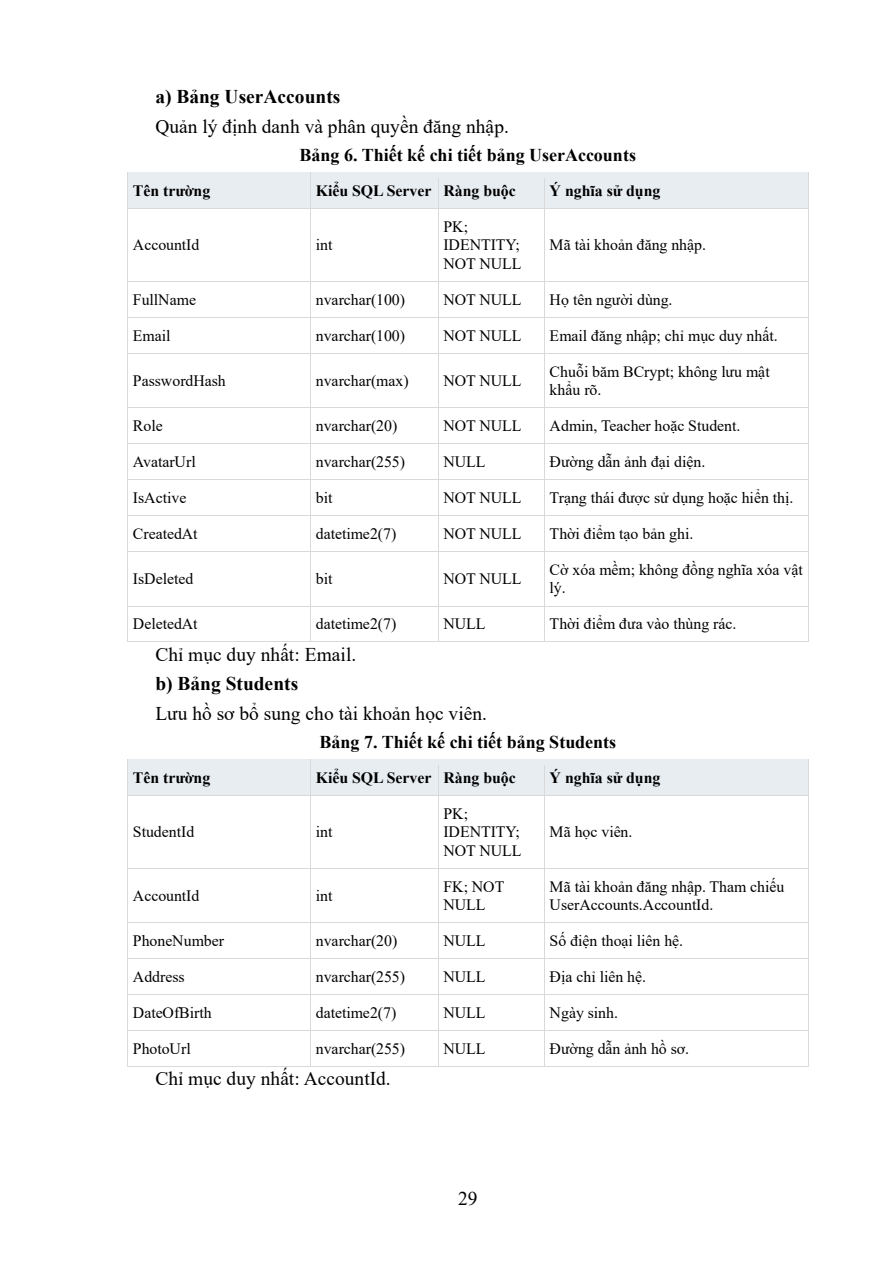 a) Bảng UserAccounts
Quản lý định danh và phân quyền đăng nhập.
Bảng 6. Thiết kế chi tiết bảng UserAccounts
Tên trường Kiểu SQL Server Ràng buộc Ý nghĩa sử dụng
AccountId int PK; IDENTITY; NOT NULL Mã tài khoản đăng nhập.
FullName nvarchar(100) NOT NULL Họ tên người dùng.
Email nvarchar(100) NOT NULL Email đăng nhập; chỉ mục duy nhất.
PasswordHash nvarchar(max) NOT NULL Chuỗi băm BCrypt; không lưu mật khẩu rõ.
Role nvarchar(20) NOT NULL Admin, Teacher hoặc Student.
AvatarUrl nvarchar(255) NULL Đường dẫn ảnh đại diện.
IsActive bit NOT NULL Trạng thái được sử dụng hoặc hiển thị.
CreatedAt datetime2(7) NOT NULL Thời điểm tạo bản ghi.
IsDeleted bit NOT NULL Cờ xóa mềm; không đồng nghĩa xóa vật lý.
DeletedAt datetime2(7) NULL Thời điểm đưa vào thùng rác.
Chỉ mục duy nhất: Email.
b) Bảng Students
Lưu hồ sơ bổ sung cho tài khoản học viên.
Bảng 7. Thiết kế chi tiết bảng Students
Tên trường Kiểu SQL Server Ràng buộc Ý nghĩa sử dụng
StudentId int PK; IDENTITY; NOT NULL Mã học viên.
AccountId int FK; NOT NULL Mã tài khoản đăng nhập. Tham chiếu UserAccounts.AccountId.
PhoneNumber nvarchar(20) NULL Số điện thoại liên hệ.
Address nvarchar(255) NULL Địa chỉ liên hệ.
DateOfBirth datetime2(7) NULL Ngày sinh.
PhotoUrl nvarchar(255) NULL Đường dẫn ảnh hồ sơ.
Chỉ mục duy nhất: AccountId.
29